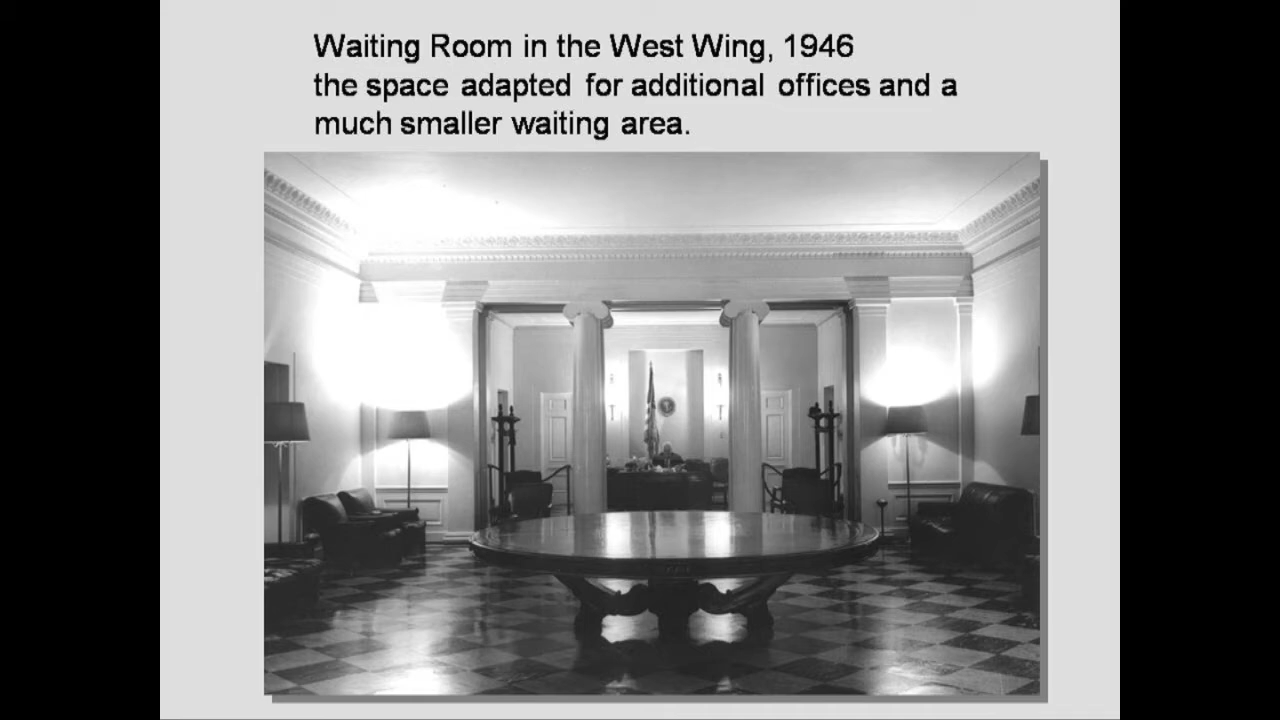 Waiting Room in the West Wing, 1946
the space adapted for additional offices and a
much smaller waiting area.